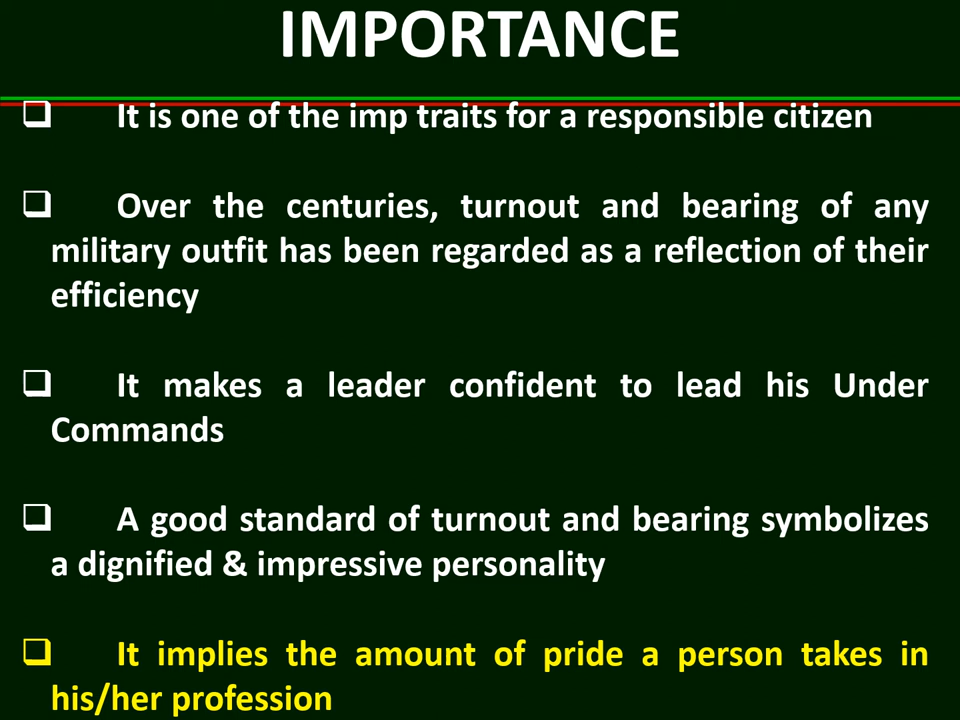 IMPORTANCE
❑ It is one of the imp traits for a responsible citizen
❑ Over the centuries, turnout and bearing of any
military outfit has been regarded as a reflection of their
efficiency
❑ It makes a leader confident to lead his Under
Commands
❑ A good standard of turnout and bearing symbolizes
a dignified & impressive personality
❑ It implies the amount of pride a person takes in
his/her profession